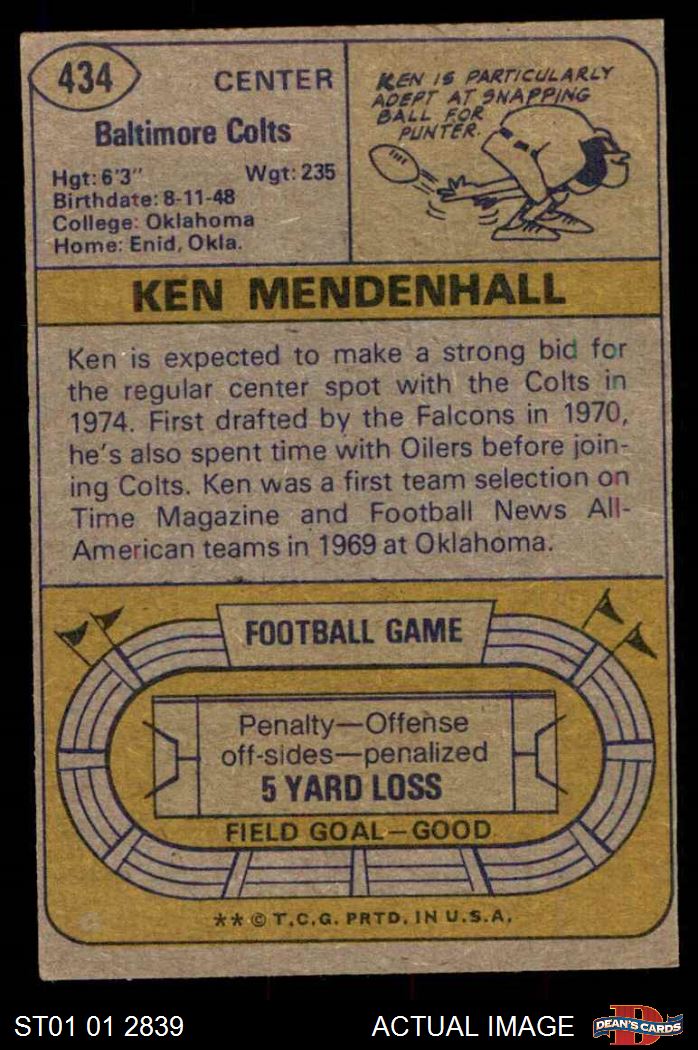 434
CENTER
Baltimore Colts
Hgt: 6'3" Wgt: 235
Birthdate: 8-11-48
College: Oklahoma
Home: Enid, Okla.
KEN IS PARTICULARLY
ADEPT AT SNAPPING
BALL FOR
PUNTER.
KEN MENDENHALL
Ken is expected to make a strong bid for
the regular center spot with the Colts in
1974. First drafted by the Falcons in 1970,
he's also spent time with Oilers before join-
ing Colts. Ken was a first team selection on
Time Magazine and Football News All-
American teams in 1969 at Oklahoma.
FOOTBALL GAME
Penalty—Offense
off-sides—penalized
5 YARD LOSS
FIELD GOAL—GOOD
**© T.C.G. PRTD. IN U.S.A.
ST01 01 2839
ACTUAL IMAGE
D
DEAN'S CARDS